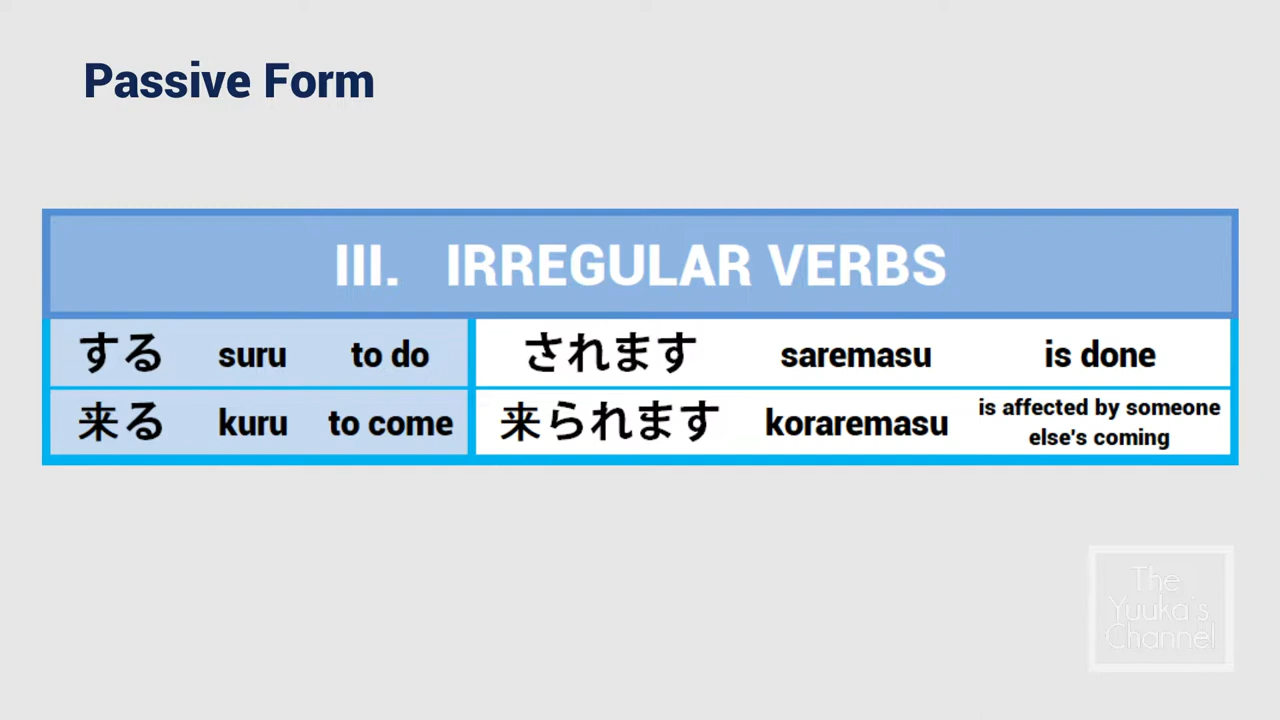 Passive Form
III. IRREGULAR VERBS
する suru to do されます saremasu is done
来る kuru to come 来られます koraremasu is affected by someone else's coming
The
Yuuka's
Channel